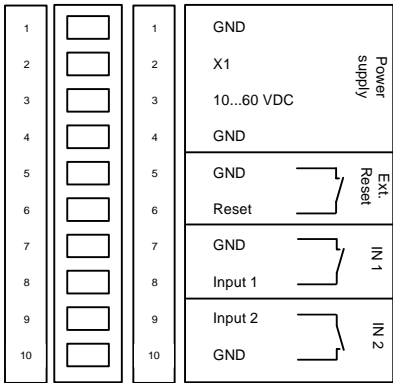 1 1 GND
2 2 X1
3 3 10...60 VDC
4 4 GND
Power
supply
5 5 GND
6 6 Reset
Ext.
Reset
7 7 GND
8 8 Input 1
IN 1
9 9 Input 2
10 10 GND
IN 2